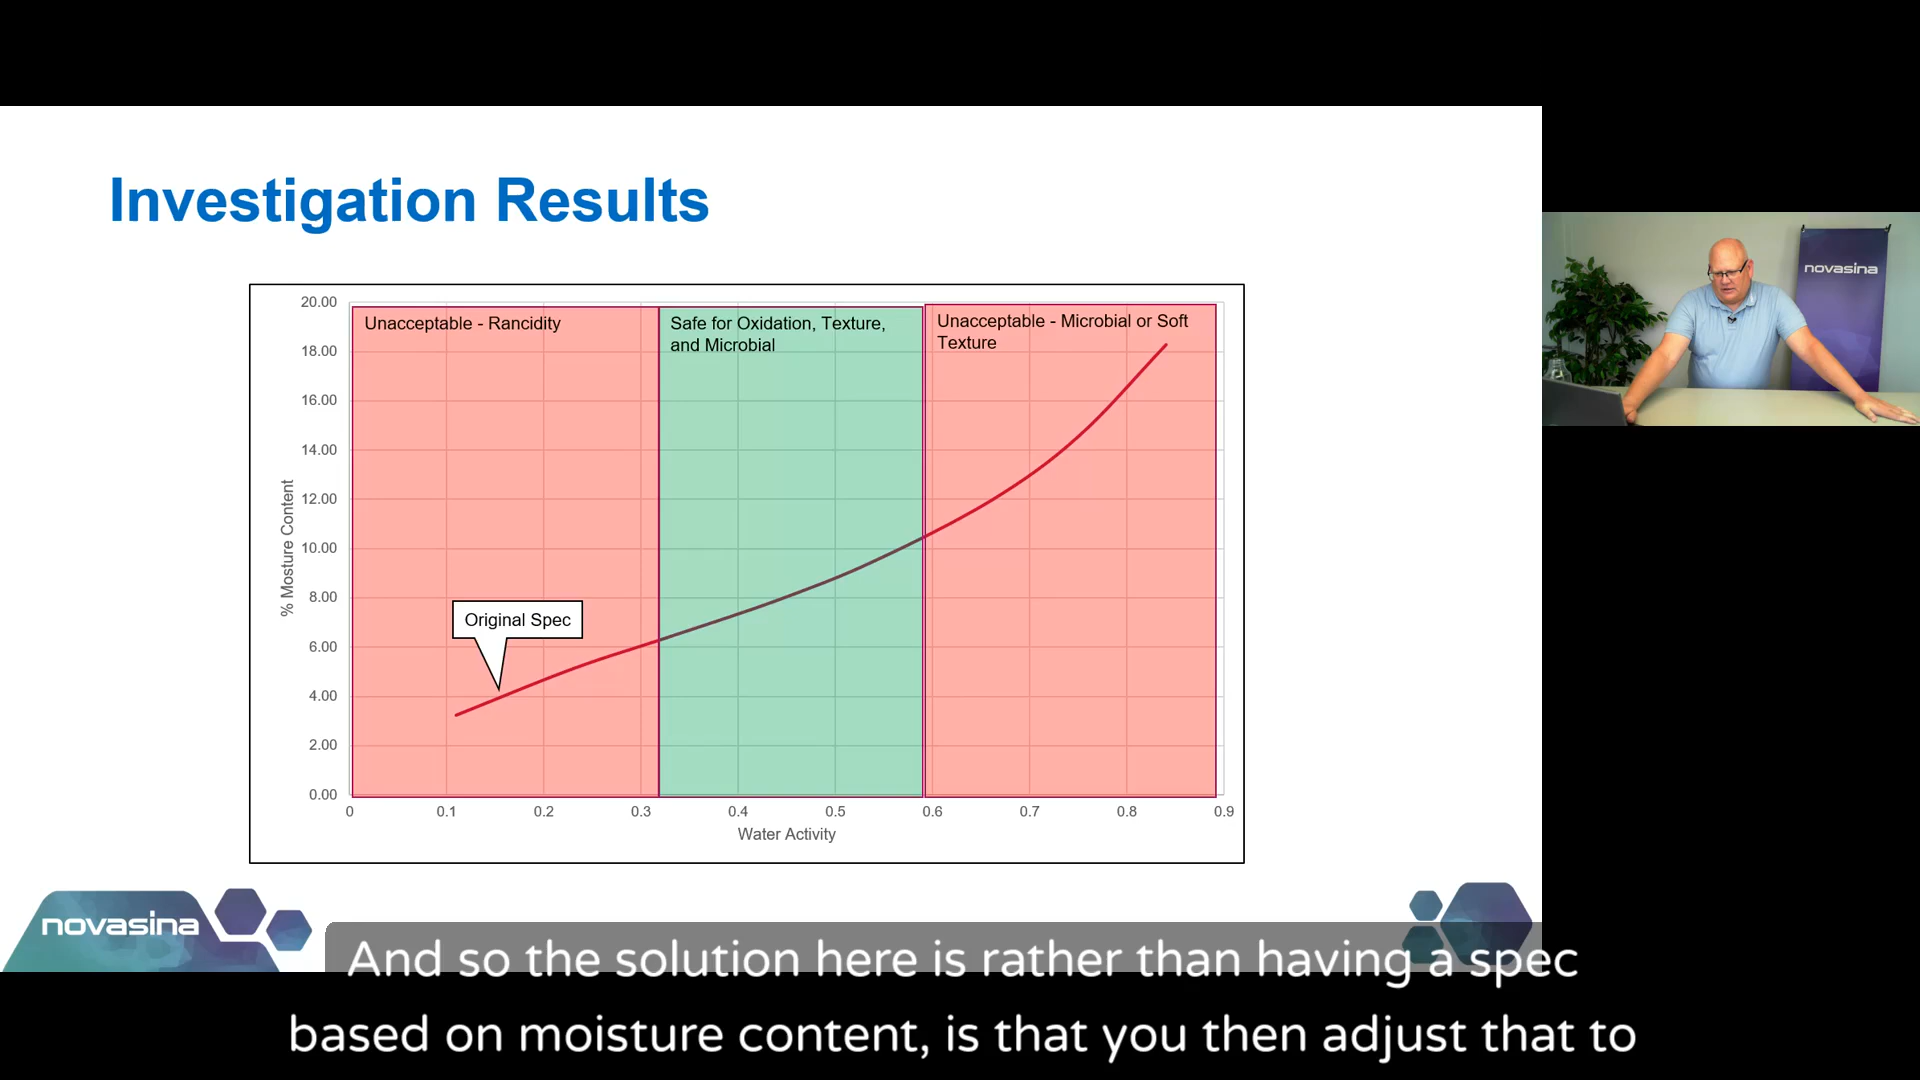 Investigation Results
20.00
18.00
16.00
14.00
12.00
10.00
8.00
6.00
4.00
2.00
0.00
% Mosture Content
Unacceptable - Rancidity
Safe for Oxidation, Texture,
and Microbial
Unacceptable - Microbial or Soft
Texture
Original Spec
0 0.1 0.2 0.3 0.4 0.5 0.6 0.7 0.8 0.9
Water Activity
novasina
novasina
And so the solution here is rather than having a spec
based on moisture content, is that you then adjust that to